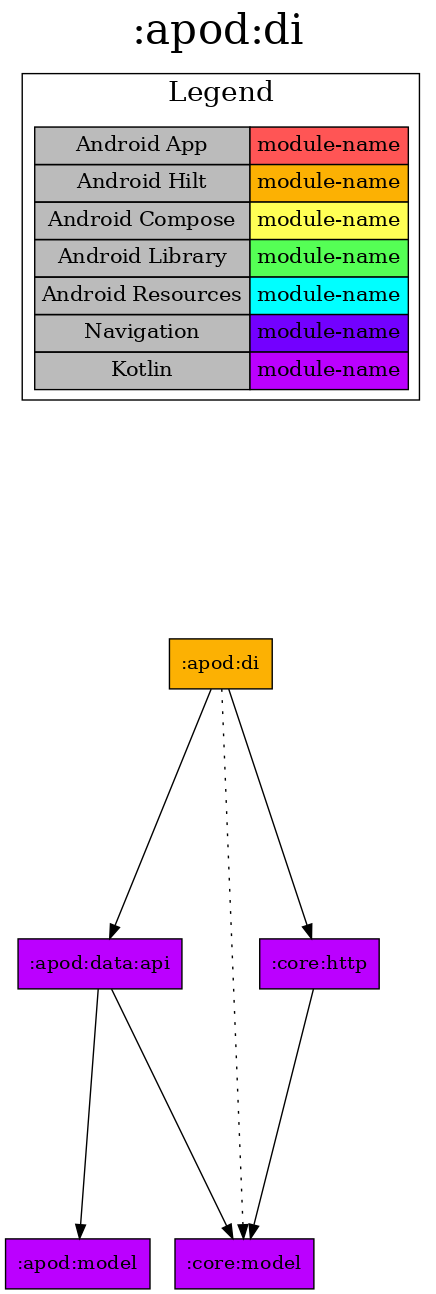 :apod:di
Legend
Android App module-name
Android Hilt module-name
Android Compose module-name
Android Library module-name
Android Resources module-name
Navigation module-name
Kotlin module-name
:apod:di
:apod:data:api :core:http
:apod:model :core:model